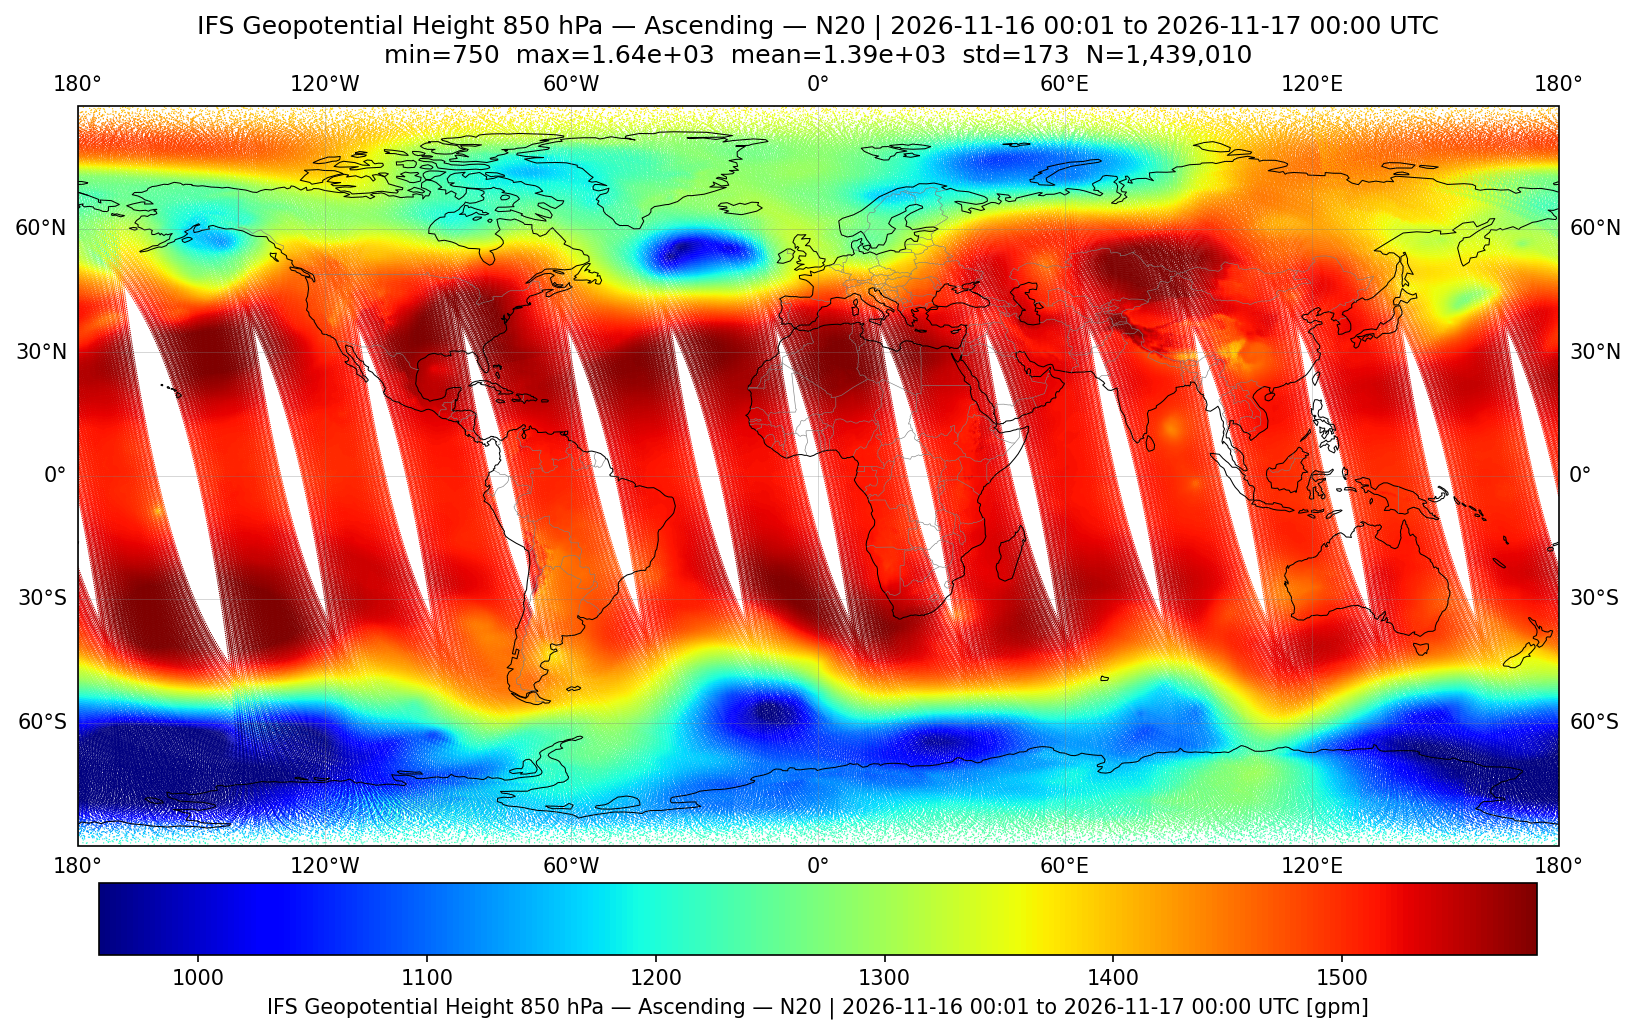 IFS Geopotential Height 850 hPa — Ascending — N20 | 2026-11-16 00:01 to 2026-11-17 00:00 UTC
min=750  max=1.64e+03  mean=1.39e+03  std=173  N=1,439,010
180° 120°W 60°W 0° 60°E 120°E 180°
60°N 60°N
30°N 30°N
0° 0°
30°S 30°S
60°S 60°S
180° 120°W 60°W 0° 60°E 120°E 180°
1000 1100 1200 1300 1400 1500
IFS Geopotential Height 850 hPa — Ascending — N20 | 2026-11-16 00:01 to 2026-11-17 00:00 UTC [gpm]